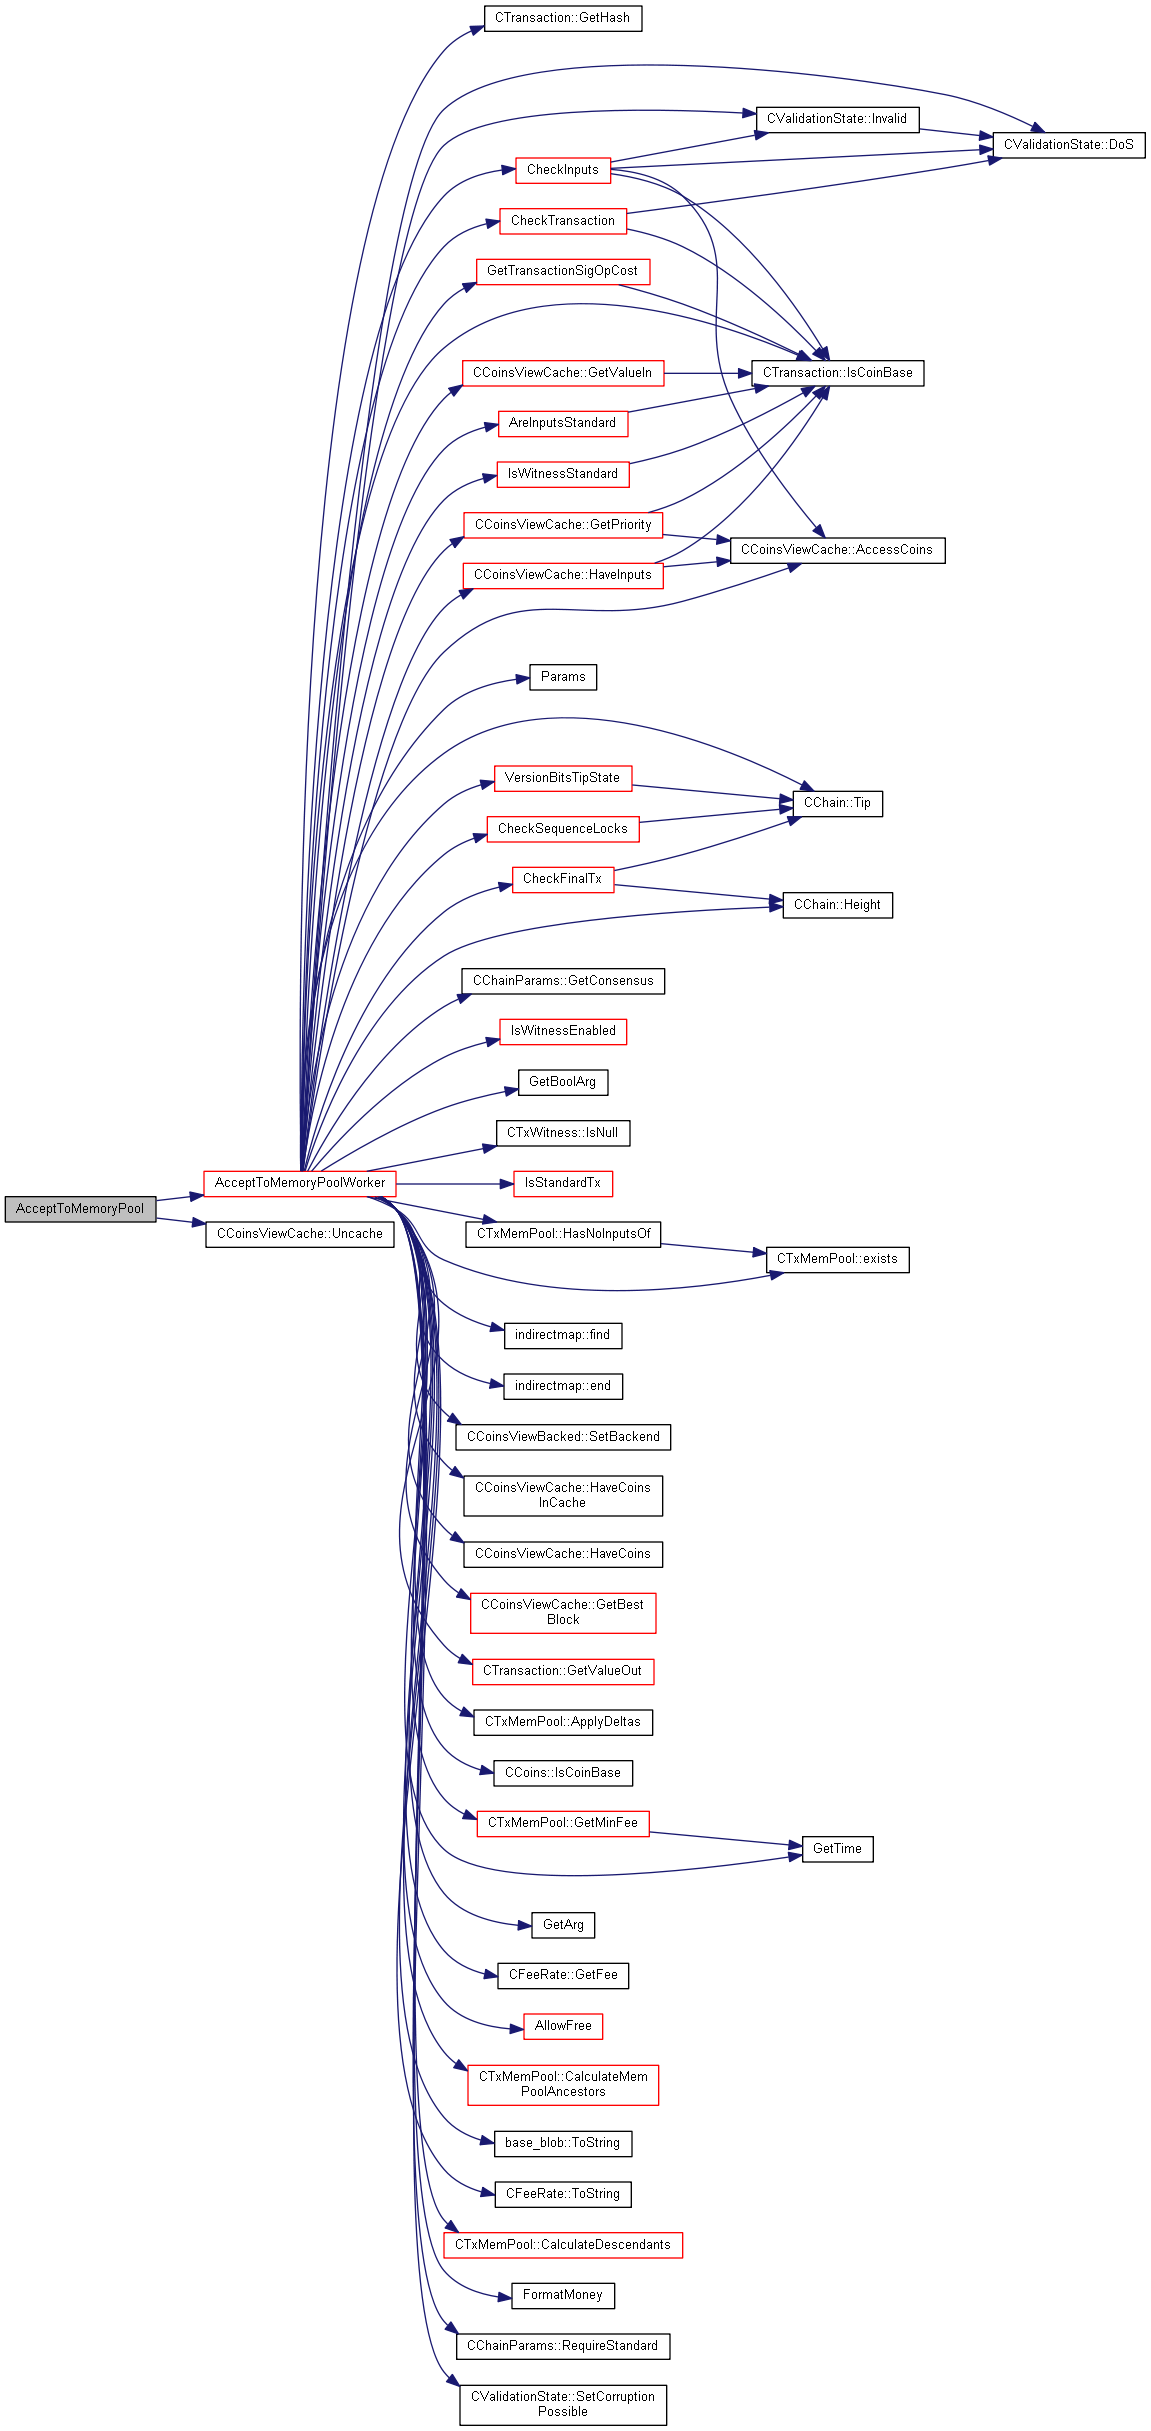 CTransaction::GetHash
CValidationState::Invalid
CValidationState::DoS
CheckInputs
CheckTransaction
GetTransactionSigOpCost
CCoinsViewCache::GetValueIn
CTransaction::IsCoinBase
AreInputsStandard
IsWitnessStandard
CCoinsViewCache::GetPriority
CCoinsViewCache::AccessCoins
CCoinsViewCache::HaveInputs
Params
VersionBitsTipState
CChain::Tip
CheckSequenceLocks
CheckFinalTx
CChain::Height
CChainParams::GetConsensus
IsWitnessEnabled
GetBoolArg
CTxWitness::IsNull
AcceptToMemoryPoolWorker
IsStandardTx
AcceptToMemoryPool
CCoinsViewCache::Uncache
CTxMemPool::HasNoInputsOf
CTxMemPool::exists
indirectmap::find
indirectmap::end
CCoinsViewBacked::SetBackend
CCoinsViewCache::HaveCoins
InCache
CCoinsViewCache::HaveCoins
CCoinsViewCache::GetBest
Block
CTransaction::GetValueOut
CTxMemPool::ApplyDeltas
CCoins::IsCoinBase
CTxMemPool::GetMinFee
GetTime
GetArg
CFeeRate::GetFee
AllowFree
CTxMemPool::CalculateMem
PoolAncestors
base_blob::ToString
CFeeRate::ToString
CTxMemPool::CalculateDescendants
FormatMoney
CChainParams::RequireStandard
CValidationState::SetCorruption
Possible